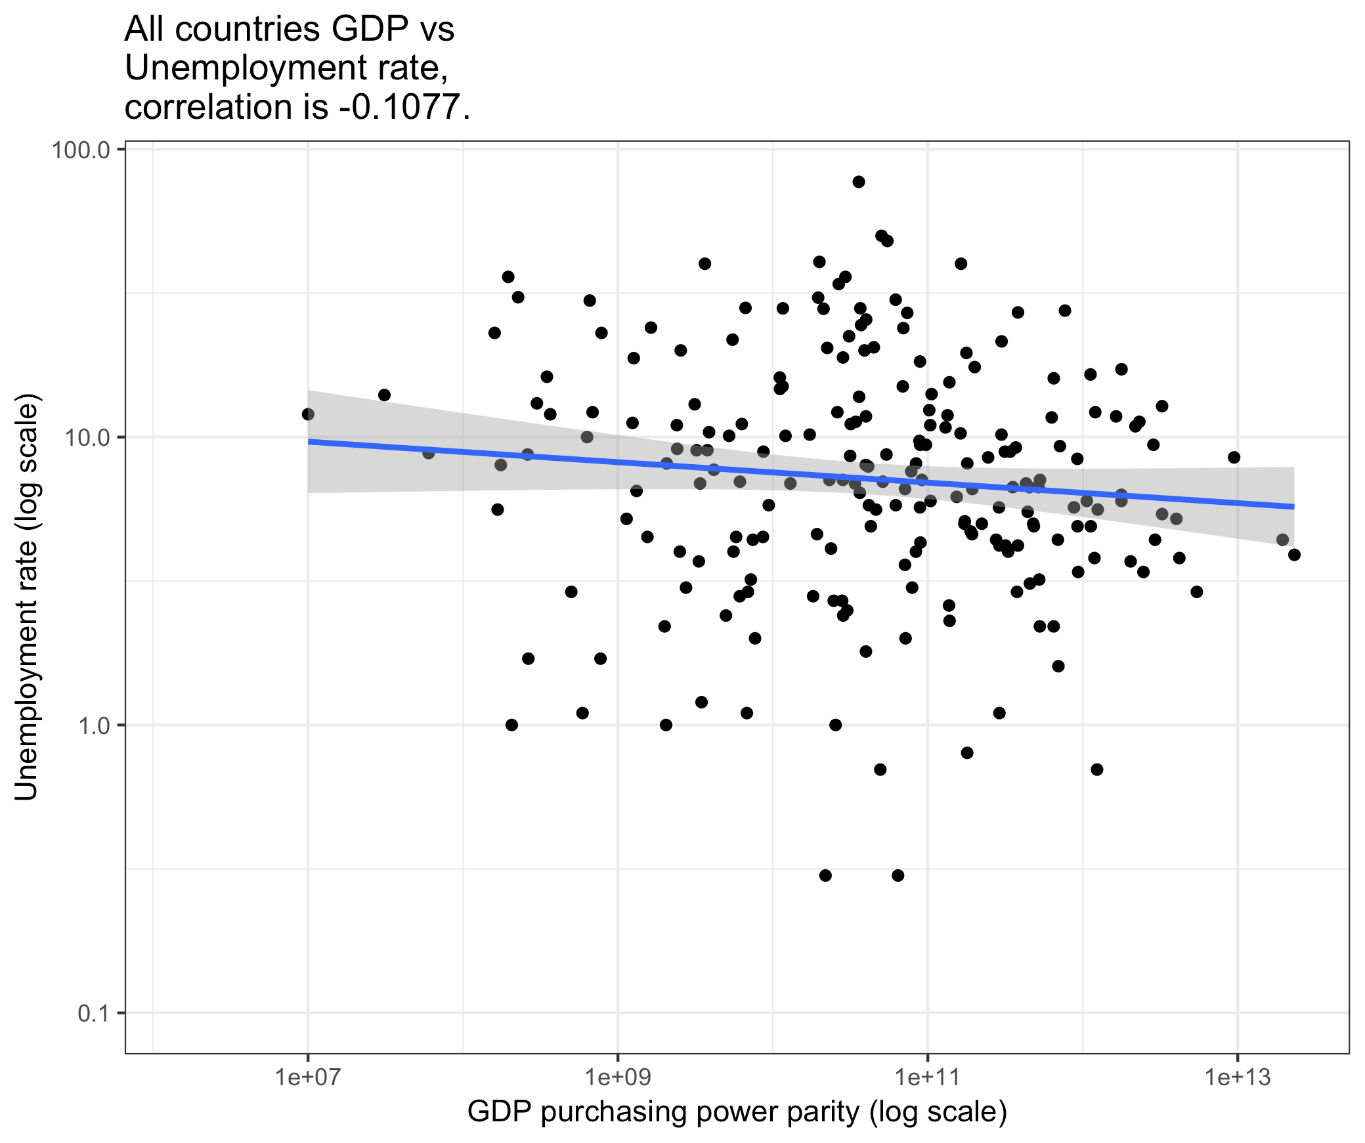 All countries GDP vs
Unemployment rate,
correlation is -0.1077.
100.0
10.0
1.0
0.1
Unemployment rate (log scale)
1e+07
1e+09
1e+11
1e+13
GDP purchasing power parity (log scale)